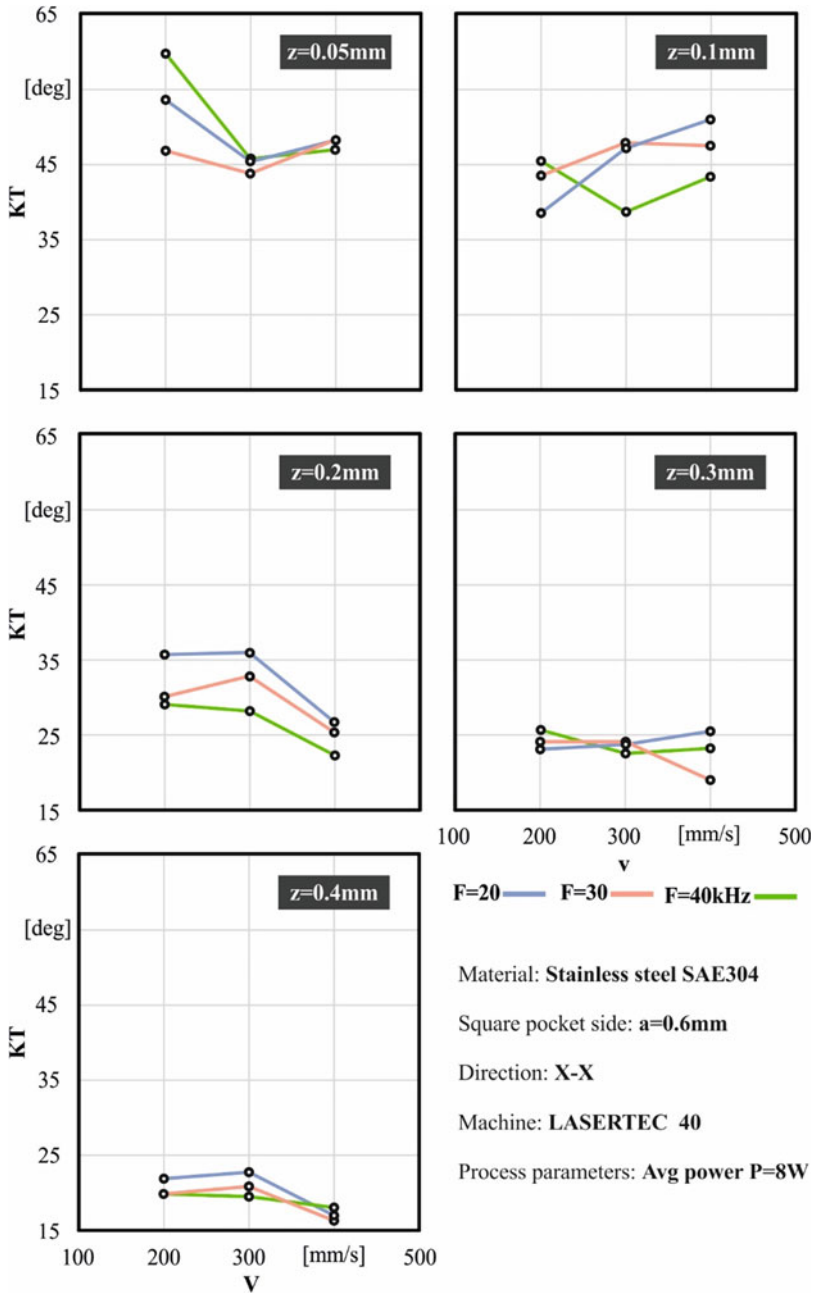 65
z=0.05mm
z=0.1mm
[deg]
45
KT
35
25
15
65
z=0.2mm
z=0.3mm
[deg]
45
KT
35
25
15
100 200 300 [mm/s] 500
v
65
z=0.4mm
[deg]
45
KT
35
25
15
100 200 300 [mm/s] 500
V
F=20 F=30 F=40kHz
Material: Stainless steel SAE304
Square pocket side: a=0.6mm
Direction: X-X
Machine: LASERTEC 40
Process parameters: Avg power P=8W